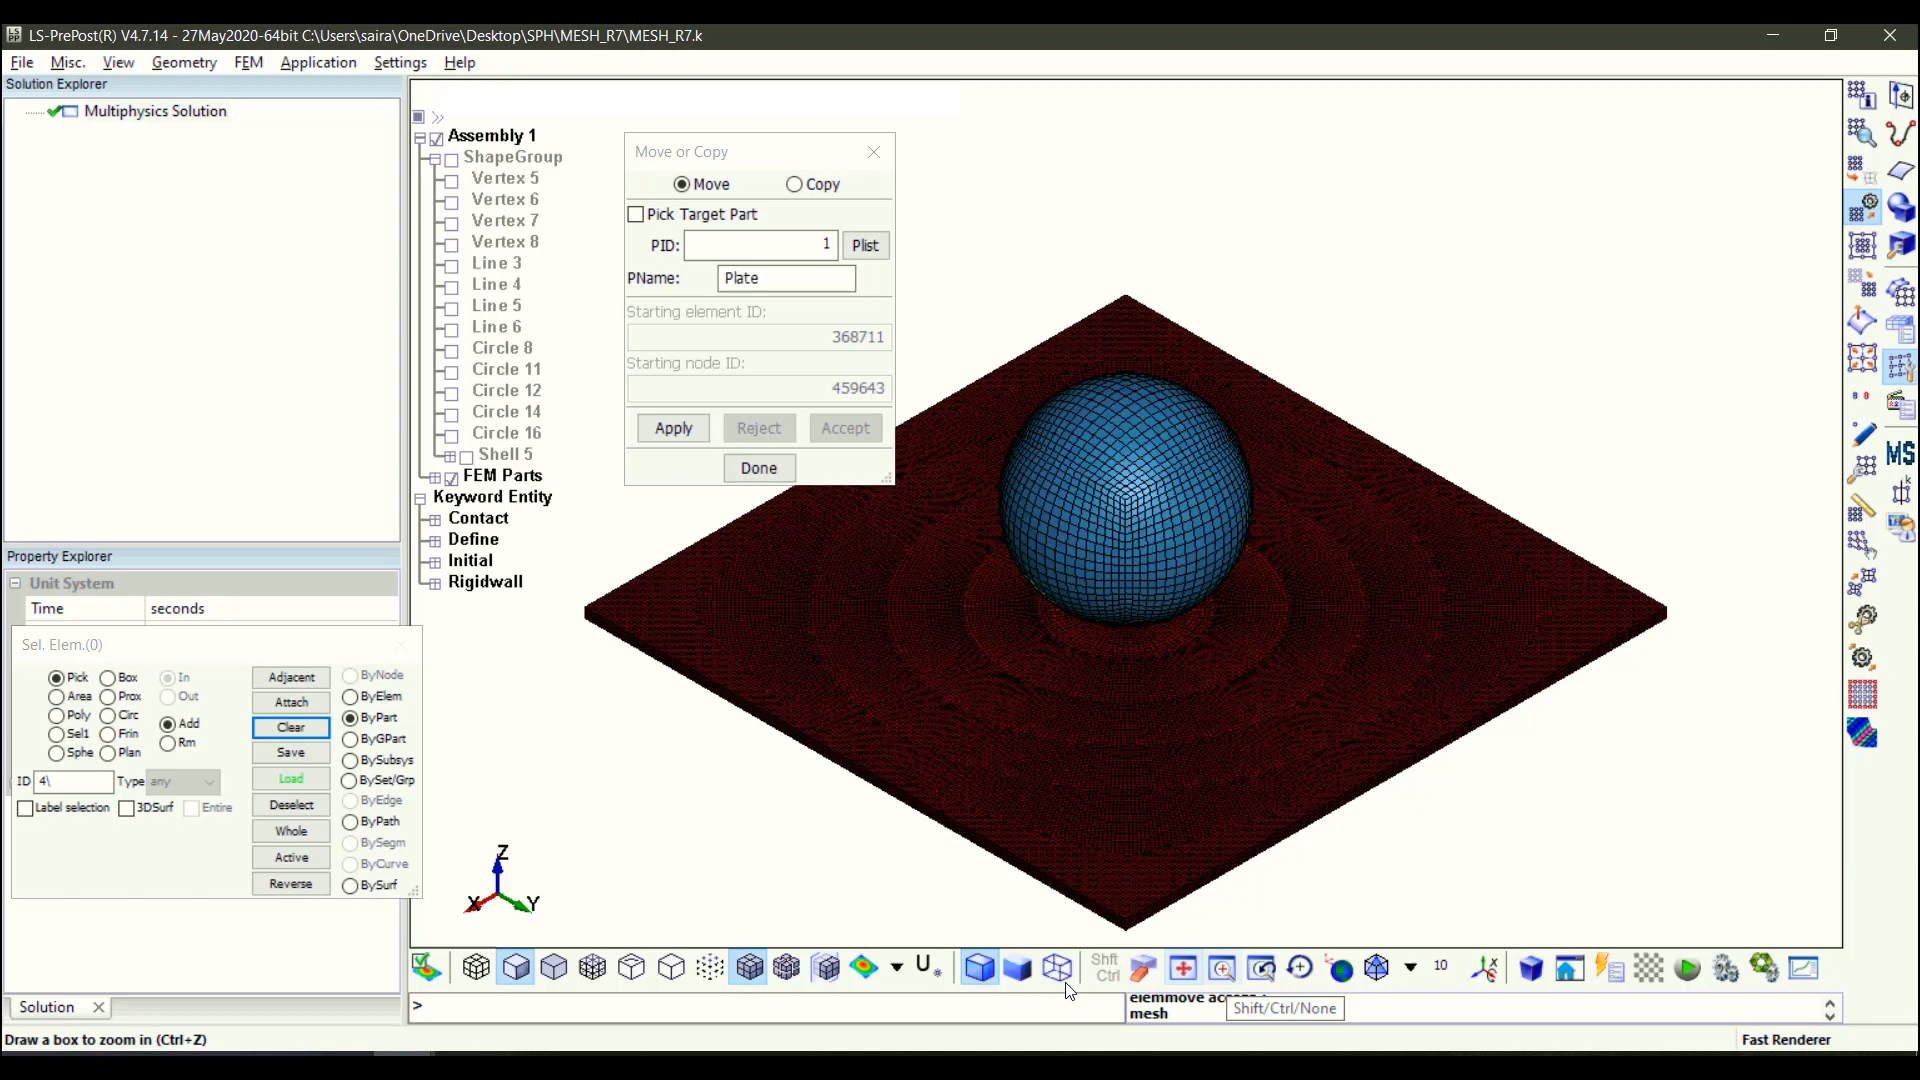 LS-PrePost(R) V4.7.14 - 27May2020-64bit C:\Users\saira\OneDrive\Desktop\SPH\MESH_R7\MESH_R7.k
File Misc. View Geometry FEM Application Settings Help
Solution Explorer
Multiphysics Solution
Property Explorer
Unit System
Time seconds
Sel. Elem.(0)
Pick Box In
Area Prox Out
Poly Circ
Sel1 Frin
Sphe Plan
Add
Rm
ID 4\ Type any
Label selection 3DSurf Entire
Adjacent
Attach
Clear
Save
Load
Deselect
Whole
Active
Reverse
ByNode
ByElem
ByPart
ByGPart
BySubsys
BySet/Grp
ByEdge
ByPath
BySegm
ByCurve
BySurf
Solution
Draw a box to zoom in (Ctrl+Z)
Assembly 1
ShapeGroup
Vertex 5
Vertex 6
Vertex 7
Vertex 8
Line 3
Line 4
Line 5
Line 6
Circle 8
Circle 11
Circle 12
Circle 14
Circle 16
Shell 5
FEM Parts
Keyword Entity
Contact
Define
Initial
Rigidwall
Move or Copy
Move Copy
Pick Target Part
PID: 1 Plist
PName: Plate
Starting element ID:
368711
Starting node ID:
459643
Apply Reject Accept
Done
Z
X Y
MS
k
8 8
U
Shft
Ctrl
10
>
mesh
Shift/Ctrl/None
Fast Renderer